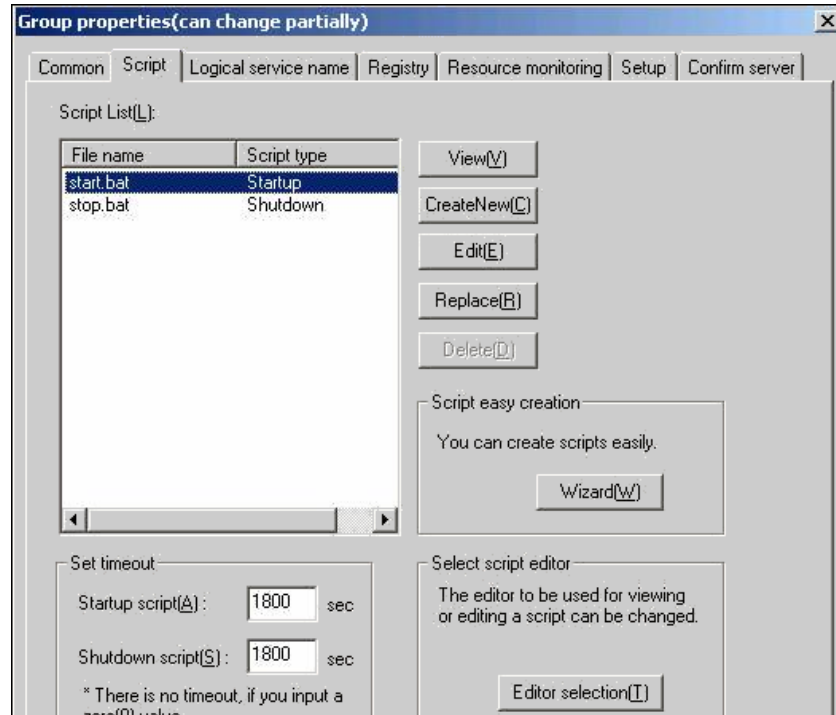 Group properties(can change partially)
Common Script Logical service name Registry Resource monitoring Setup Confirm server
Script List(L):
File name Script type
start.bat Startup
stop.bat Shutdown
View(V)
CreateNew(C)
Edit(E)
Replace(R)
Delete(D)
Script easy creation
You can create scripts easily.
Wizard(W)
Set timeout
Startup script(A) : 1800 sec
Shutdown script(S) : 1800 sec
* There is no timeout, if you input a
zero(0) value
Select script editor
The editor to be used for viewing
or editing a script can be changed.
Editor selection(T)